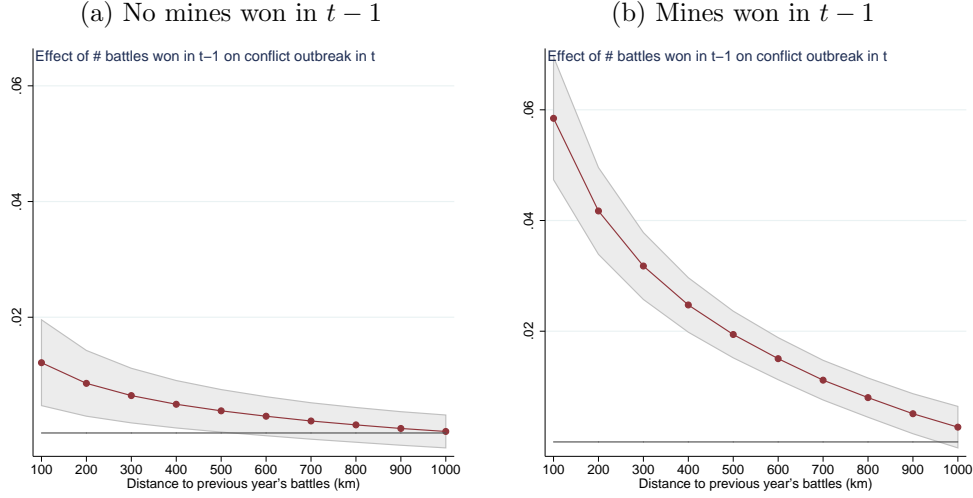 (a) No mines won in t − 1
Effect of # battles won in t−1 on conflict outbreak in t
.06
.04
.02
100 200 300 400 500 600 700 800 900 1000
Distance to previous year's battles (km)
(b) Mines won in t − 1
Effect of # battles won in t−1 on conflict outbreak in t
.06
.04
.02
100 200 300 400 500 600 700 800 900 1000
Distance to previous year's battles (km)